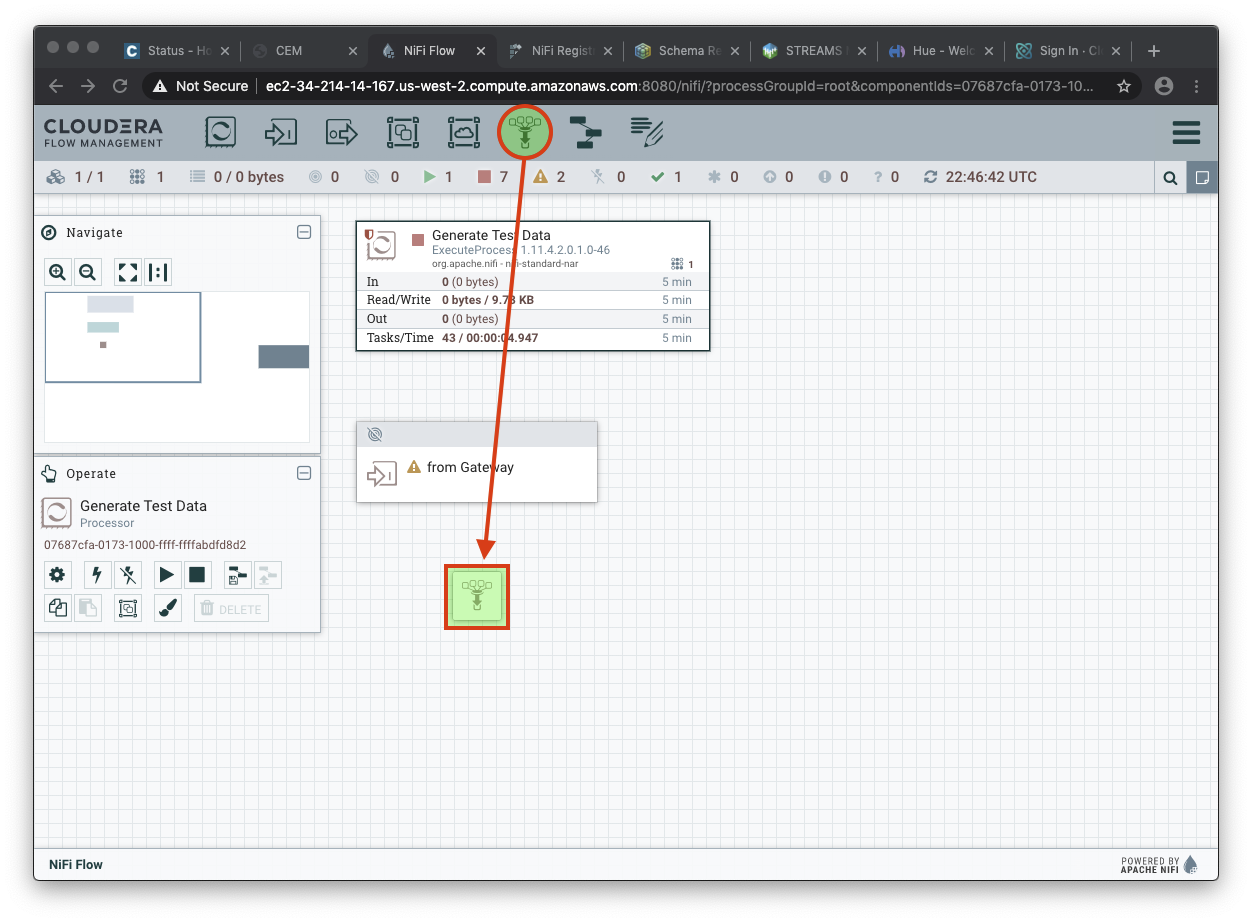 Status - Ho
CEM
NiFi Flow
NiFi Regist
Schema Re
STREAMS
Hue - Welc
Sign In · Cl
Not Secure
ec2-34-214-14-167.us-west-2.compute.amazonaws.com:8080/nifi/?processGroupId=root&componentIds=07687cfa-0173-10...
CLOUDERA
FLOW MANAGEMENT
1 / 1 1 0 / 0 bytes 0 0 1 7 2 0 1 0 0 0 ? 0 22:46:42 UTC
Navigate
Operate
Generate Test Data
Processor
07687cfa-0173-1000-ffff-ffffabdfd8d2
DELETE
Generate Test Data
ExecuteProcess 1.11.4.2.0.1.0-46
org.apache.nifi - nifi-standard-nar
1
In 0 (0 bytes) 5 min
Read/Write 0 bytes / 9.73 KB 5 min
Out 0 (0 bytes) 5 min
Tasks/Time 43 / 00:00:04.947 5 min
from Gateway
NiFi Flow
POWERED BY
APACHE NIFI